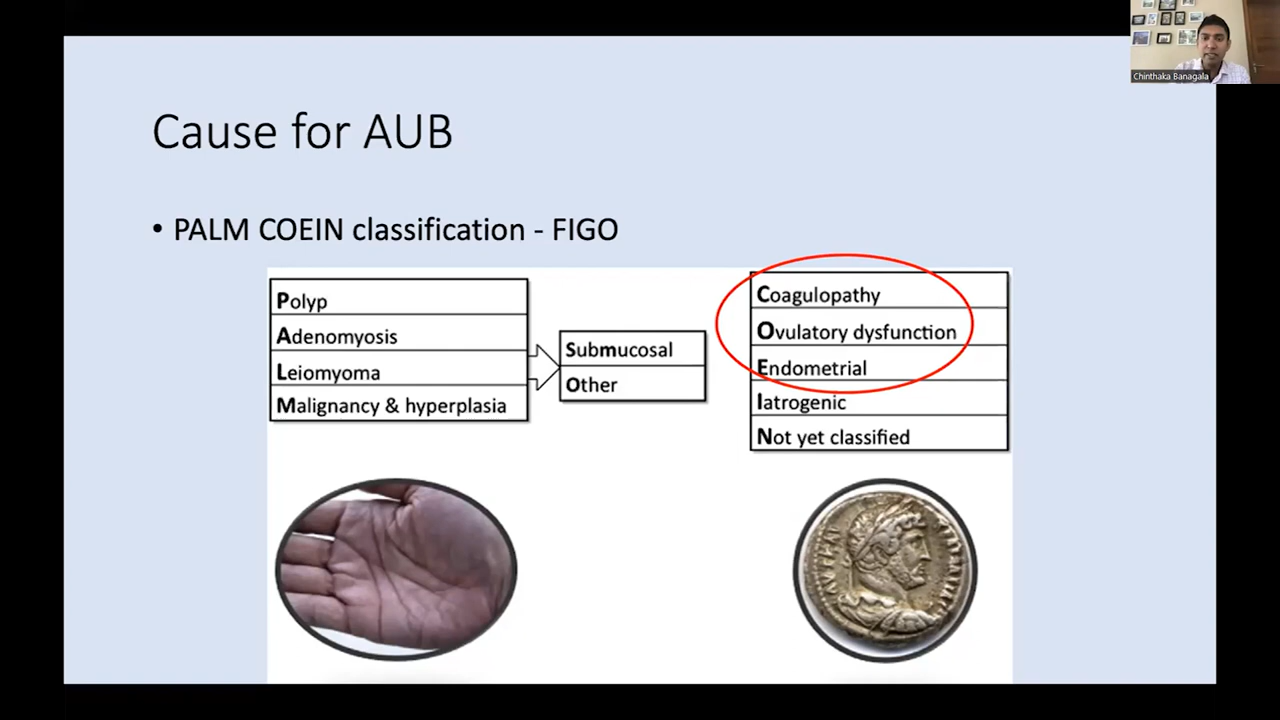 Chinthaka Banagala
Cause for AUB
• PALM COEIN classification - FIGO
Polyp
Adenomyosis
Leiomyoma
Malignancy & hyperplasia
Submucosal
Other
Coagulopathy
Ovulatory dysfunction
Endometrial
Iatrogenic
Not yet classified